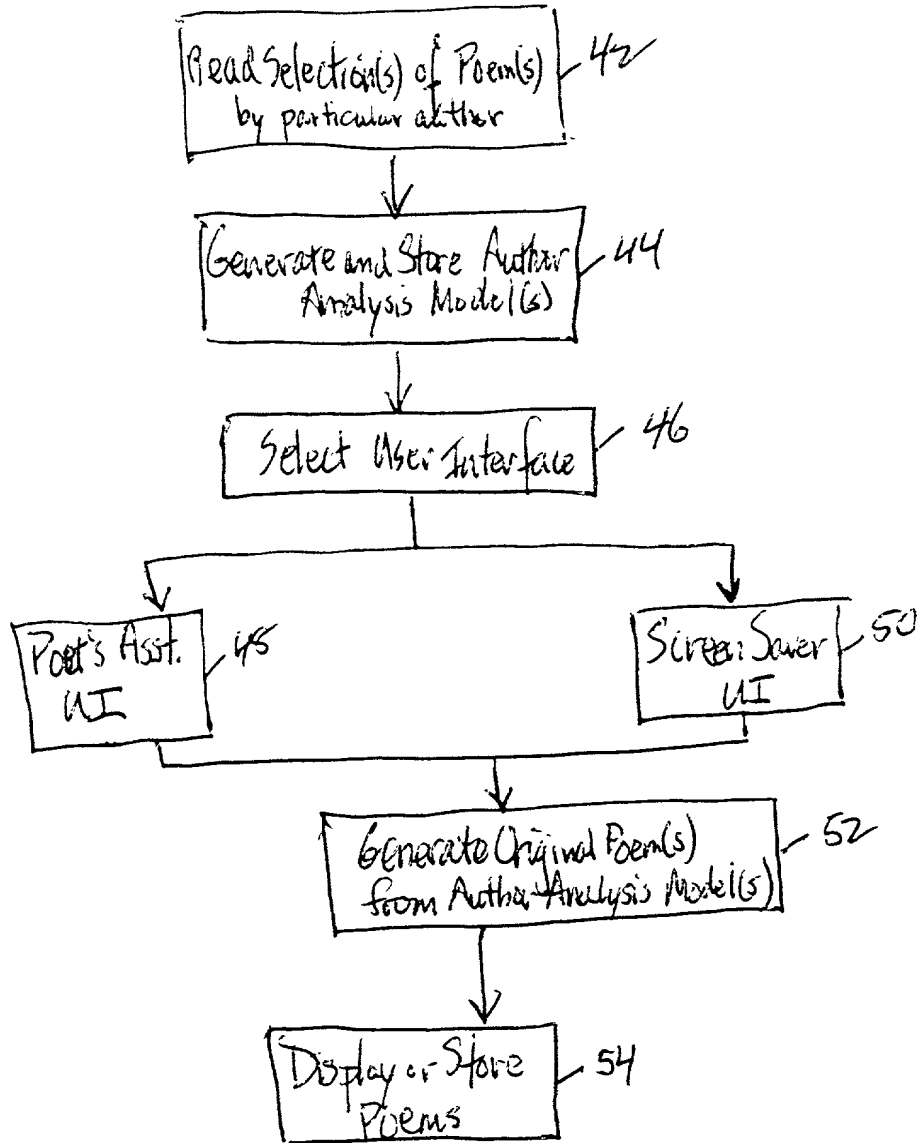 Read Selection(s) of Poem(s)
by particular author
42
Generate and Store Author
Analysis Model(s)
44
Select User Interface
46
Poet's Asst.
UI
48
Screen Saver
UI
50
Generate Original Poem(s)
from Author Analysis Model(s)
52
Display or Store
Poems
54